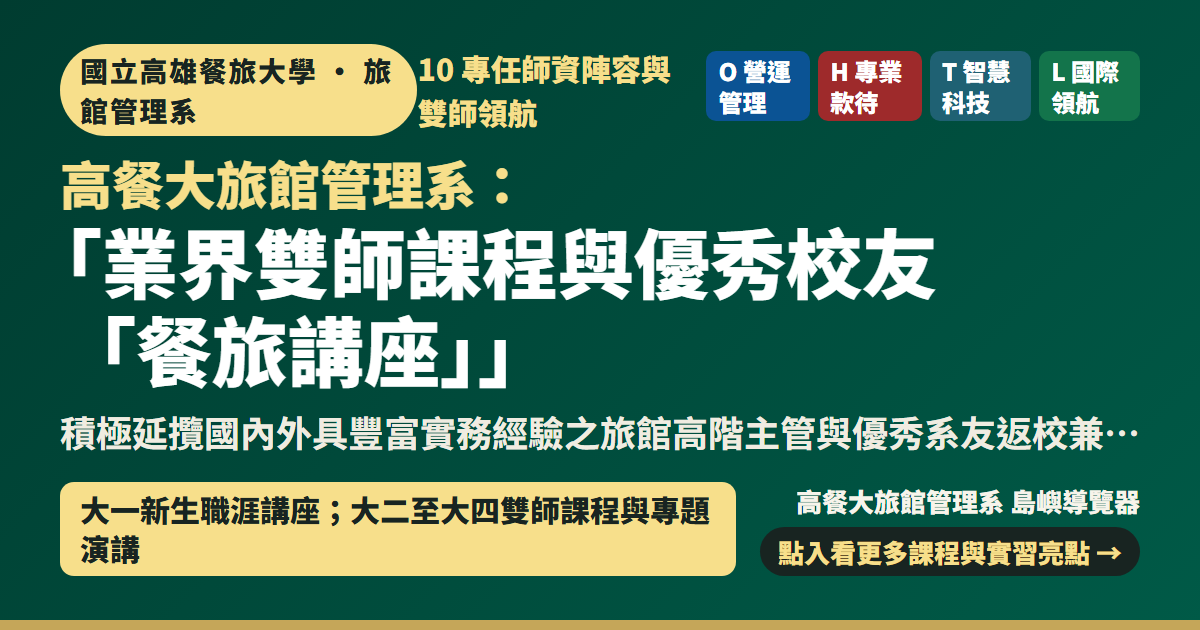 國立高雄餐旅大學 · 旅
館管理系
10 專任師資陣容與
雙師領航
O 營運
管理
H 專業
款待
T 智慧
科技
L 國際
領航
高餐大旅館管理系：
「業界雙師課程與優秀校友
「餐旅講座」」
積極延攬國內外具豐富實務經驗之旅館高階主管與優秀系友返校兼…
大一新生職涯講座；大二至大四雙師課程與專題
演講
高餐大旅館管理系 島嶼導覽器
點入看更多課程與實習亮點 →